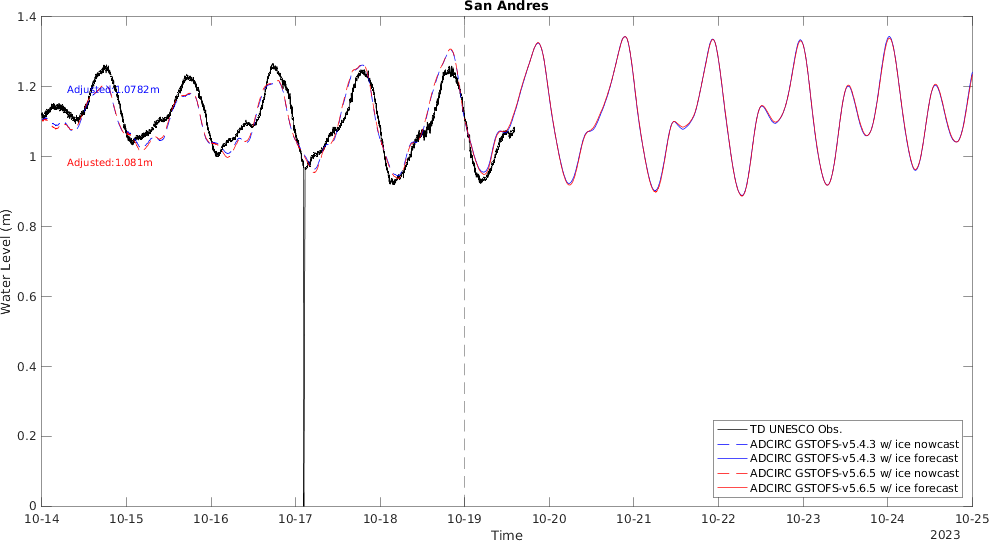 San Andres
1.4
1.2
1
0.8
0.6
0.4
0.2
0
Water Level (m)
Adjusted:1.0782m
Adjusted:1.081m
TD UNESCO Obs.
ADCIRC GSTOFS-v5.4.3 w/ ice nowcast
ADCIRC GSTOFS-v5.4.3 w/ ice forecast
ADCIRC GSTOFS-v5.6.5 w/ ice nowcast
ADCIRC GSTOFS-v5.6.5 w/ ice forecast
10-14 10-15 10-16 10-17 10-18 10-19 10-20 10-21 10-22 10-23 10-24 10-25
Time
2023